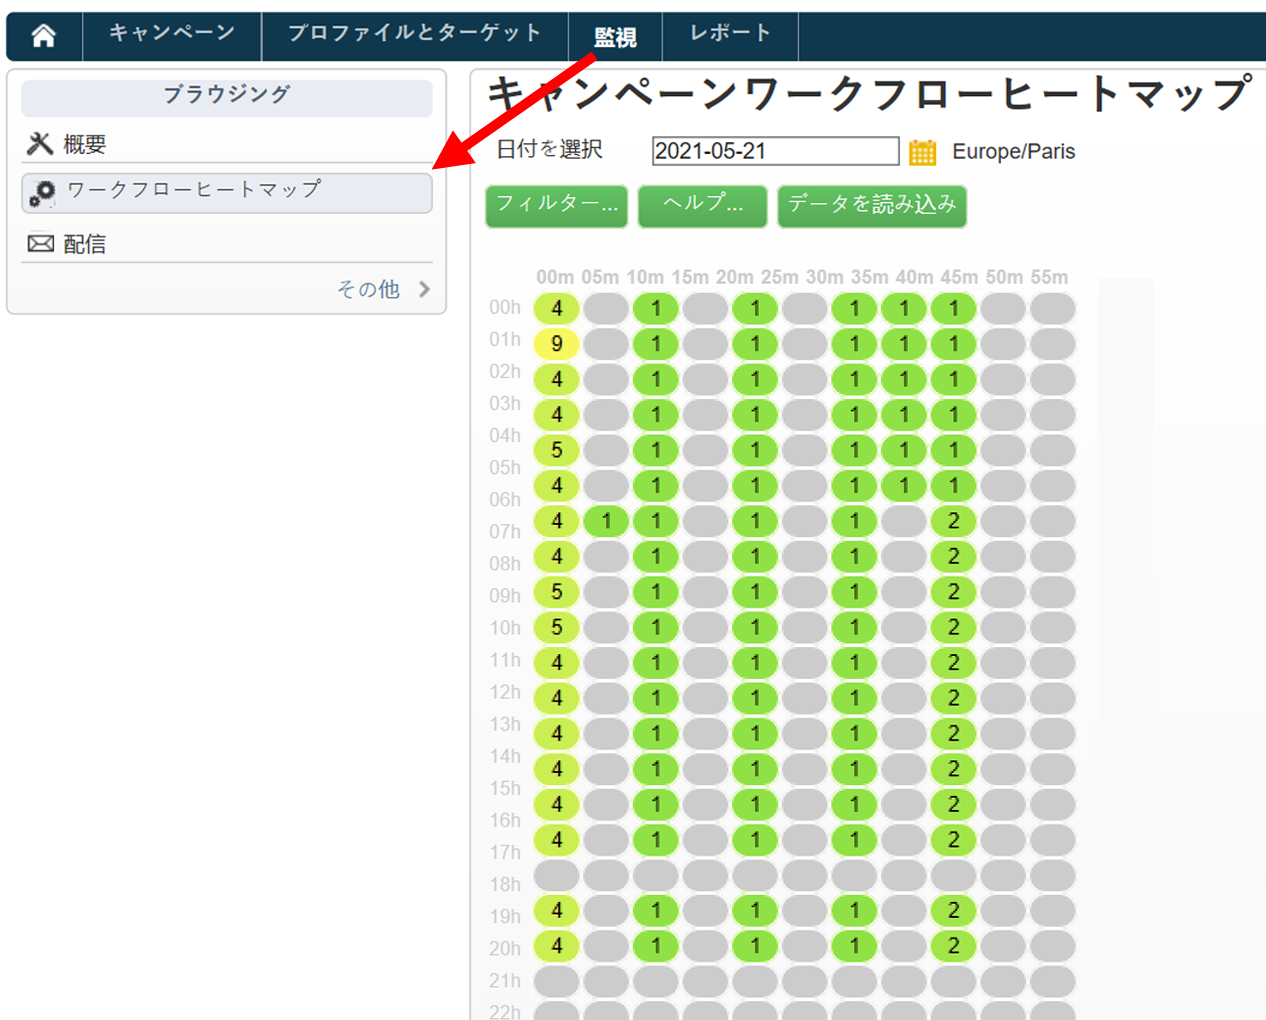 キャンペーン プロファイルとターゲット 監視 レポート
ブラウジング
概要
ワークフローヒートマップ
配信
その他
キャンペーンワークフローヒートマップ
日付を選択 2021-05-21 Europe/Paris
フィルター... ヘルプ... データを読み込み
00m 05m 10m 15m 20m 25m 30m 35m 40m 45m 50m 55m
00h 4 1 1 1 1 1
01h 9 1 1 1 1 1
02h 4 1 1 1 1 1
03h 4 1 1 1 1 1
04h 5 1 1 1 1 1
05h 4 1 1 1 1 1
06h 4 1 1 1 1 2
07h 4 1 1 1 2
08h 5 1 1 1 2
09h 5 1 1 1 2
10h 4 1 1 1 2
11h 4 1 1 1 2
12h 4 1 1 1 2
13h 4 1 1 1 2
14h 4 1 1 1 2
15h 4 1 1 1 2
16h
17h 4 1 1 1 2
18h 4 1 1 1 2
19h
20h
21h
22h